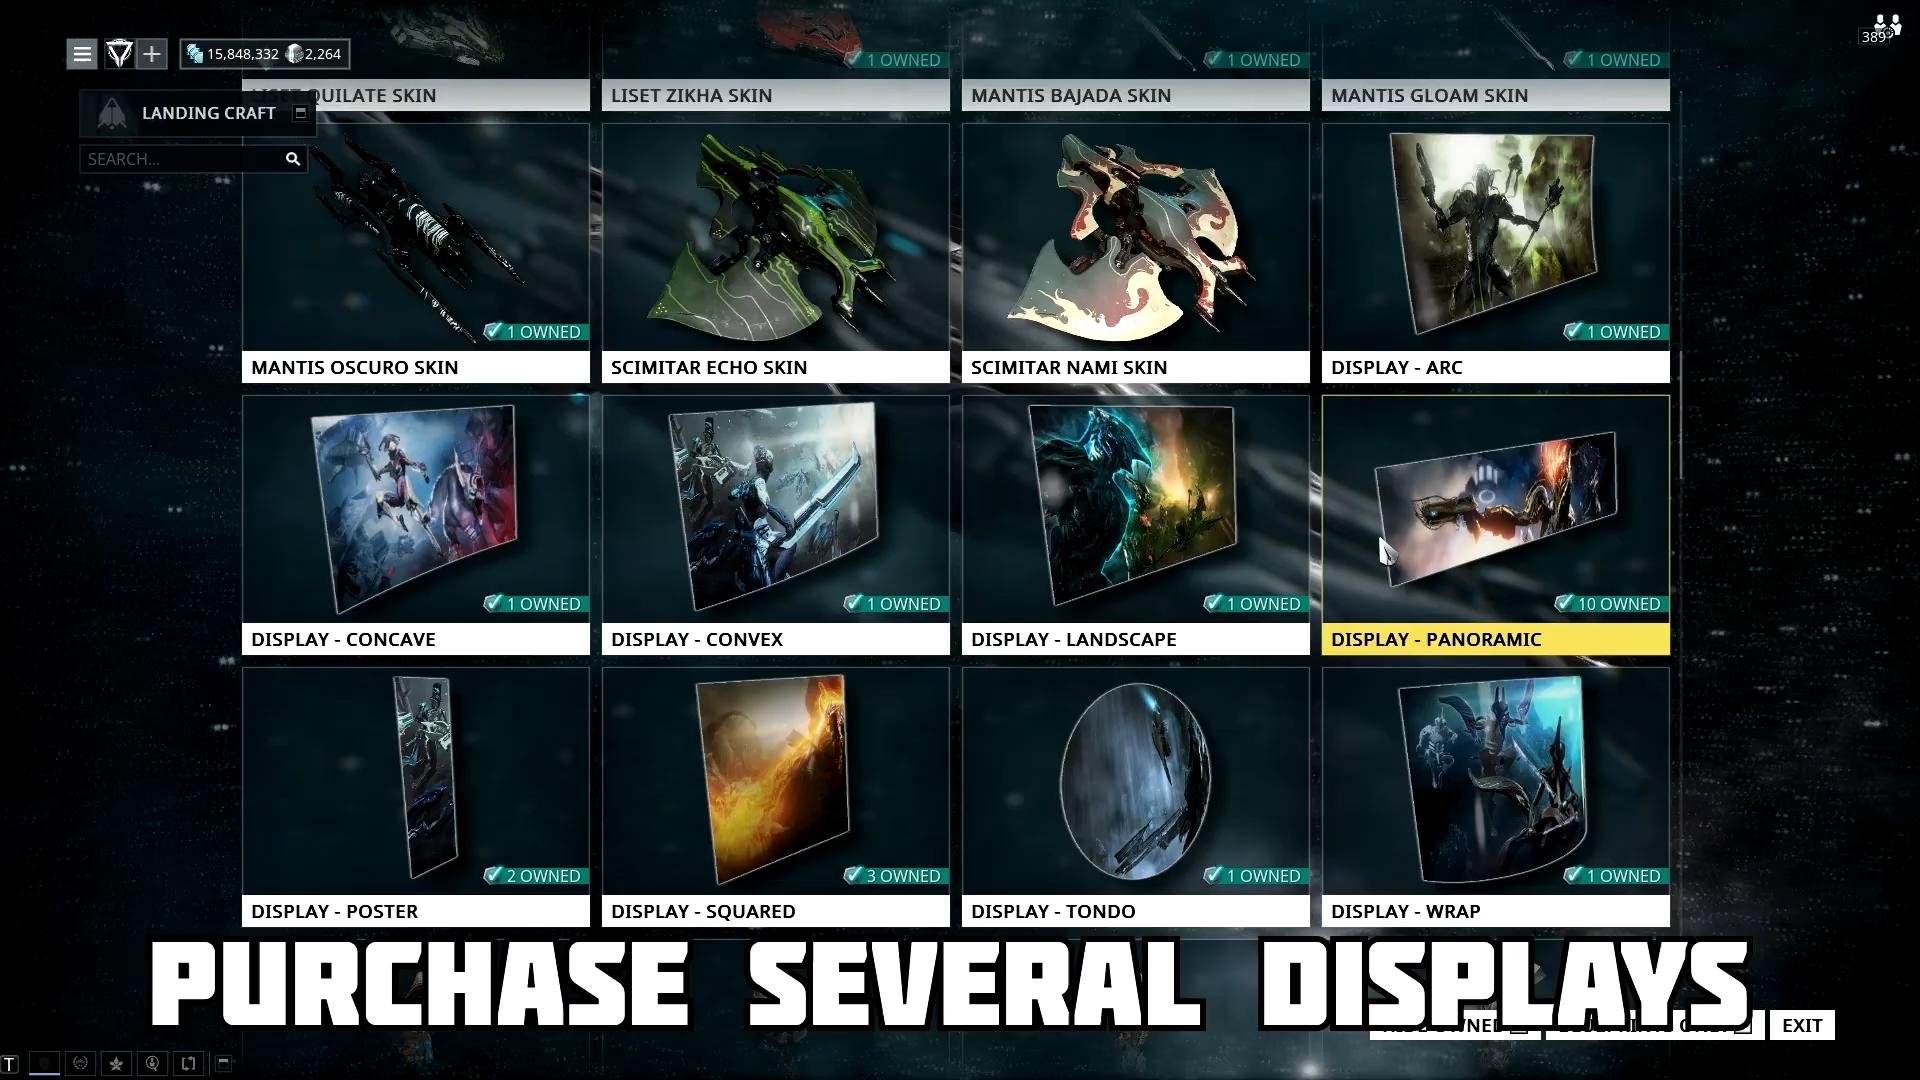 15,848,332 2,264
389
1 OWNED
1 OWNED
1 OWNED
LISET QUILATE SKIN
LISET ZIKHA SKIN
MANTIS BAJADA SKIN
MANTIS GLOAM SKIN
LANDING CRAFT
SEARCH...
1 OWNED
1 OWNED
MANTIS OSCURO SKIN
SCIMITAR ECHO SKIN
SCIMITAR NAMI SKIN
DISPLAY - ARC
1 OWNED
1 OWNED
1 OWNED
10 OWNED
DISPLAY - CONCAVE
DISPLAY - CONVEX
DISPLAY - LANDSCAPE
DISPLAY - PANORAMIC
2 OWNED
3 OWNED
1 OWNED
1 OWNED
DISPLAY - POSTER
DISPLAY - SQUARED
DISPLAY - TONDO
DISPLAY - WRAP
PURCHASE SEVERAL DISPLAYS
OWNED
EXIT
T